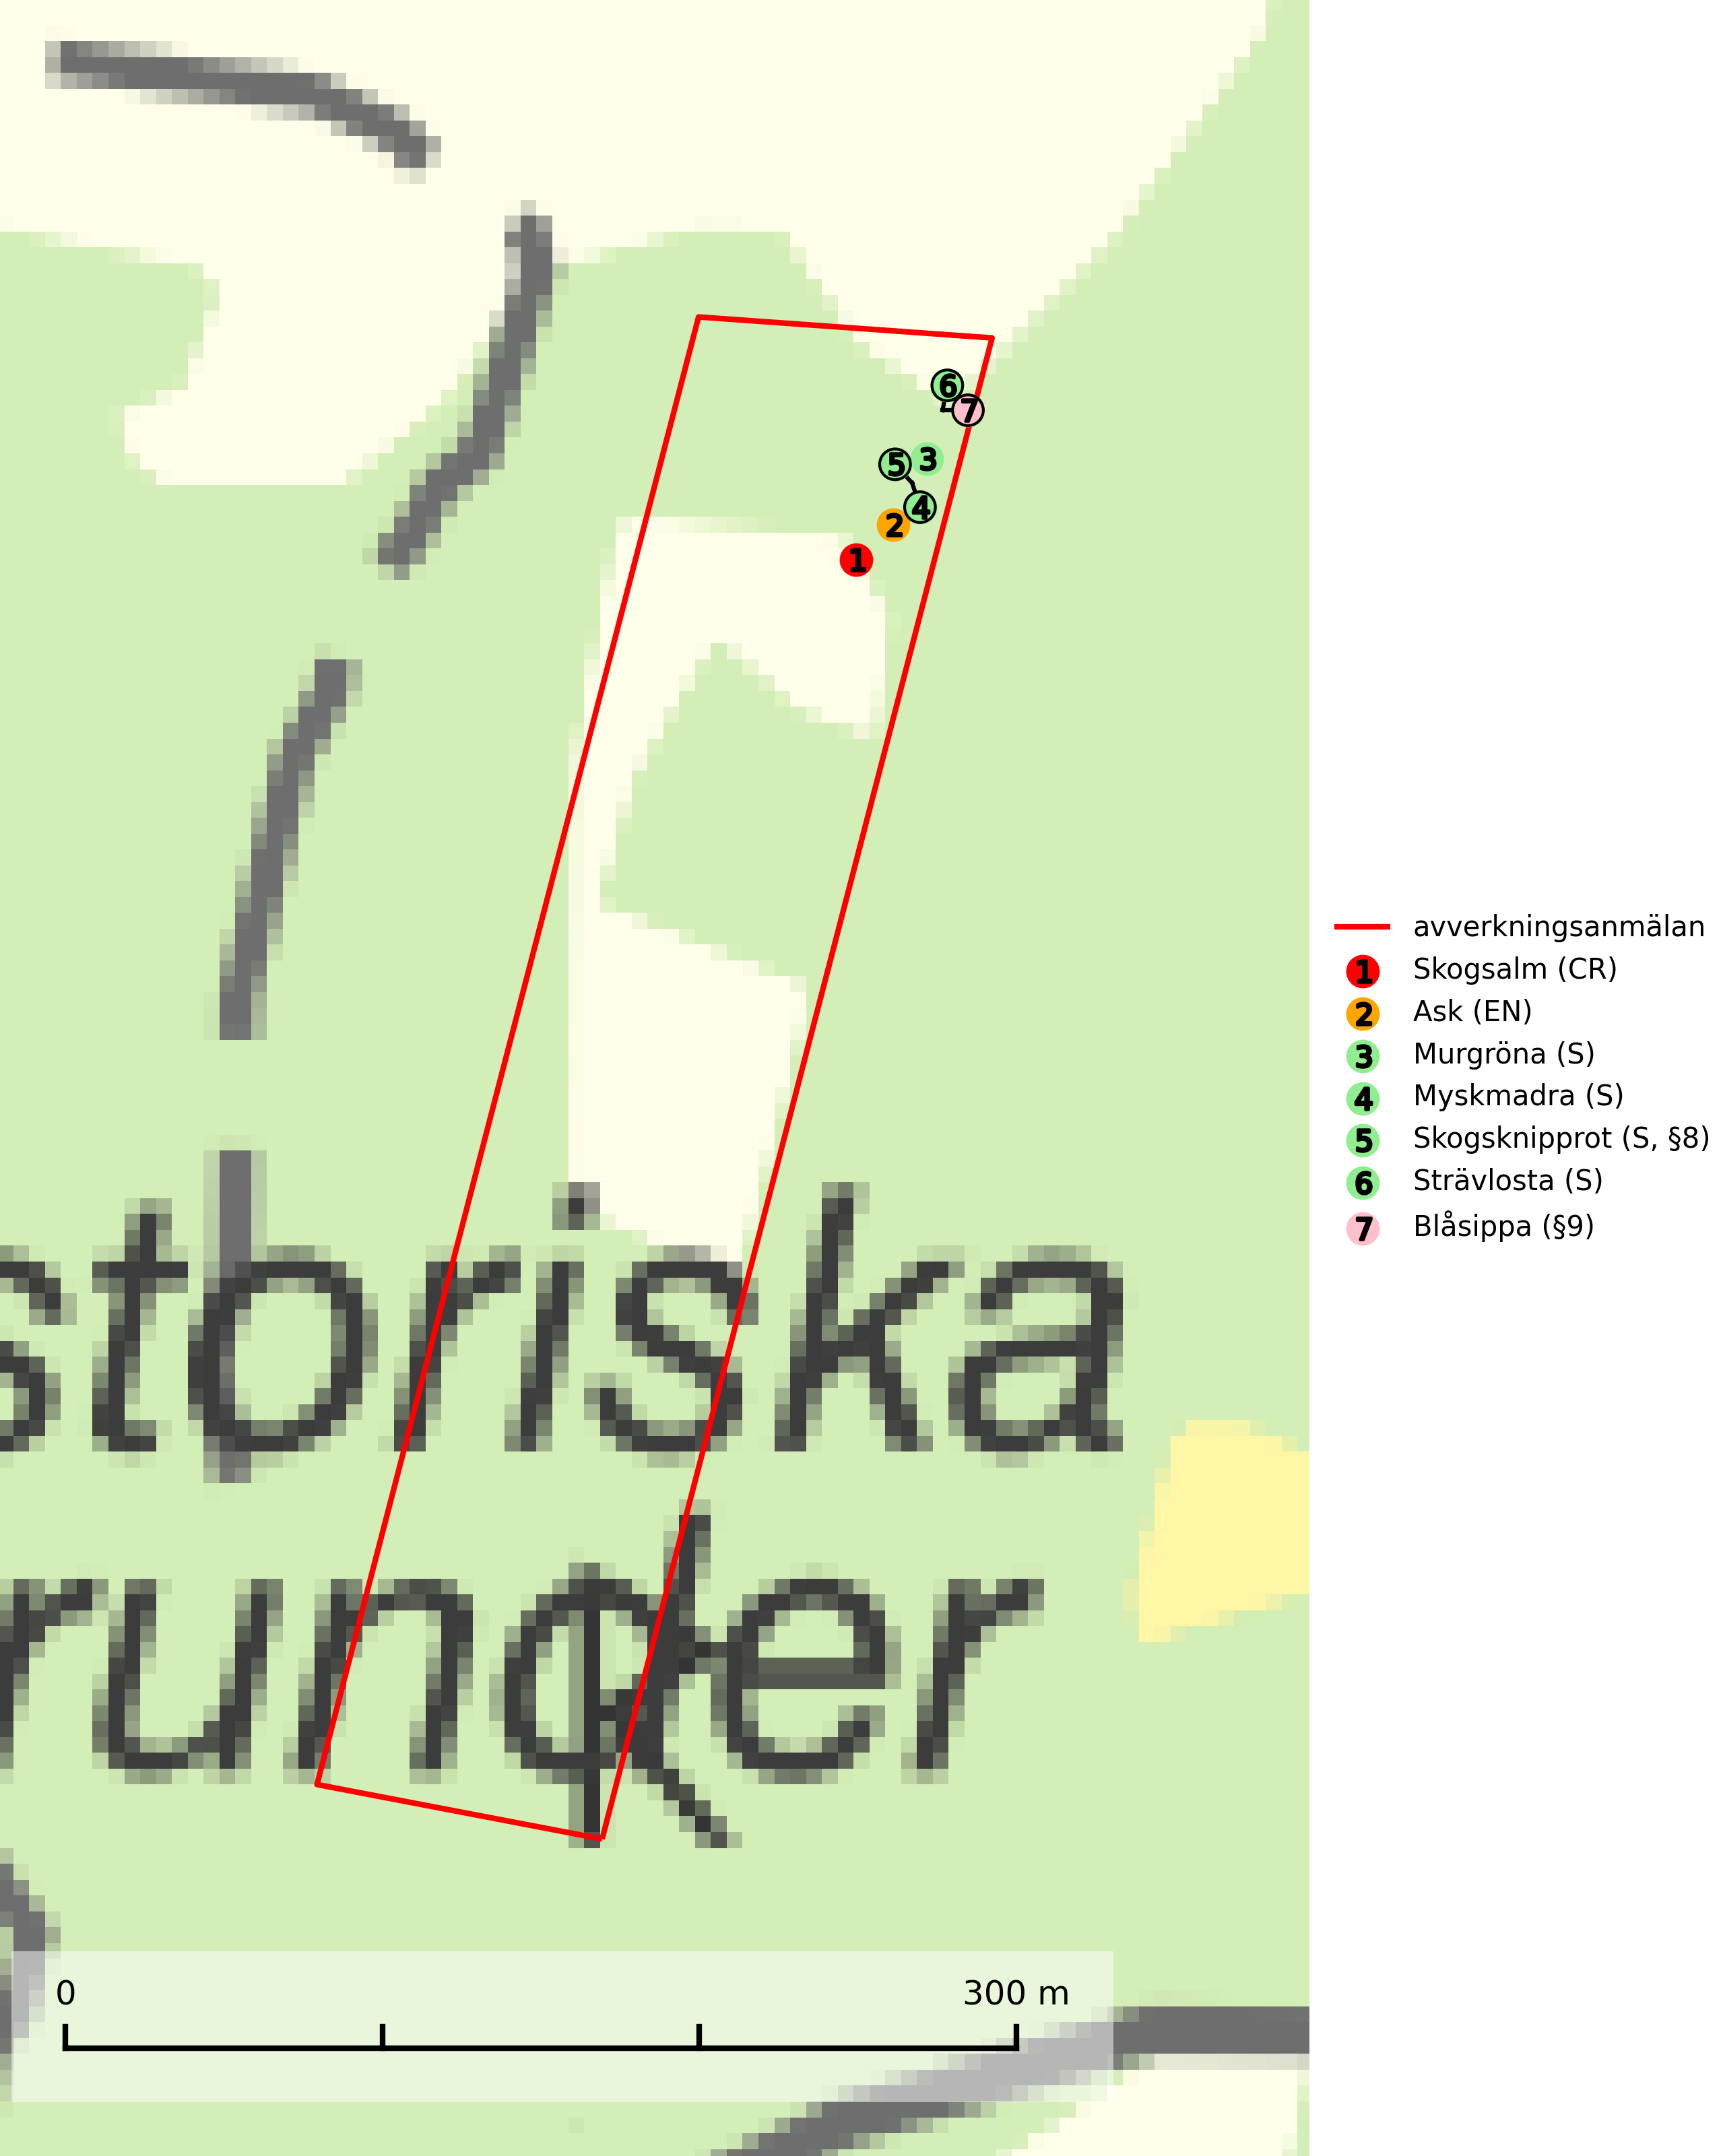 6
7
5 3
4
2
1
stbriska
runder
0 300 m
avverkningsanmälan
1 Skogsalm (CR)
2 Ask (EN)
3 Murgröna (S)
4 Myskmadra (S)
5 Skogsknipprot (S, §8)
6 Strävlosta (S)
7 Blåsippa (§9)